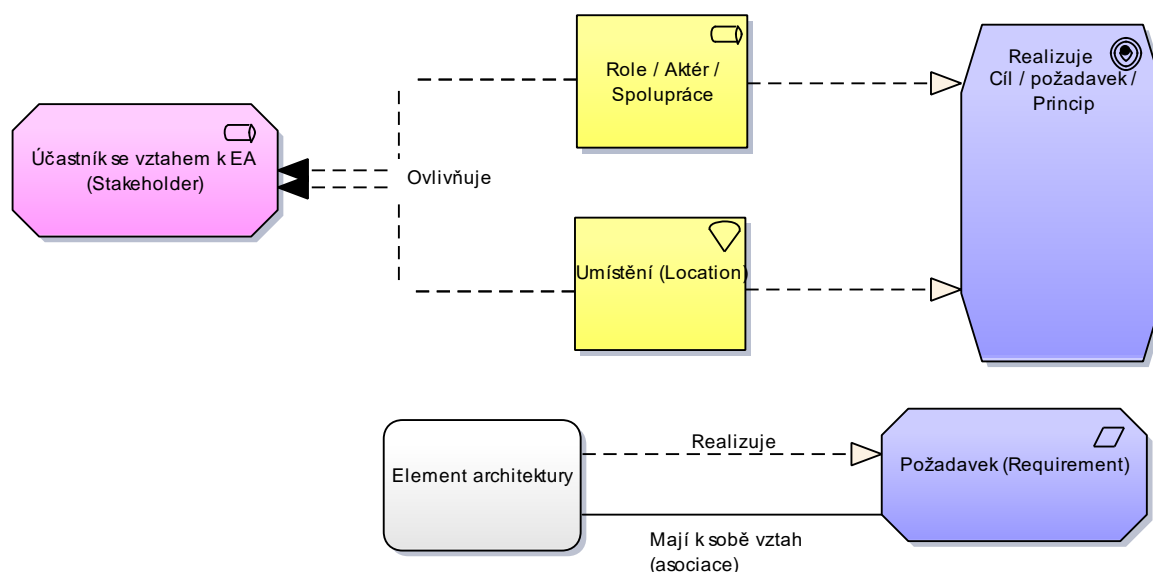 Role / Aktér /
Spolupráce
Realizuje
Cíl / požadavek /
Princip
Účastník se vztahem k EA
(Stakeholder)
Ovlivňuje
Umístění (Location)
Element architektury
Realizuje
Požadavek (Requirement)
Mají k sobě vztah
(asociace)